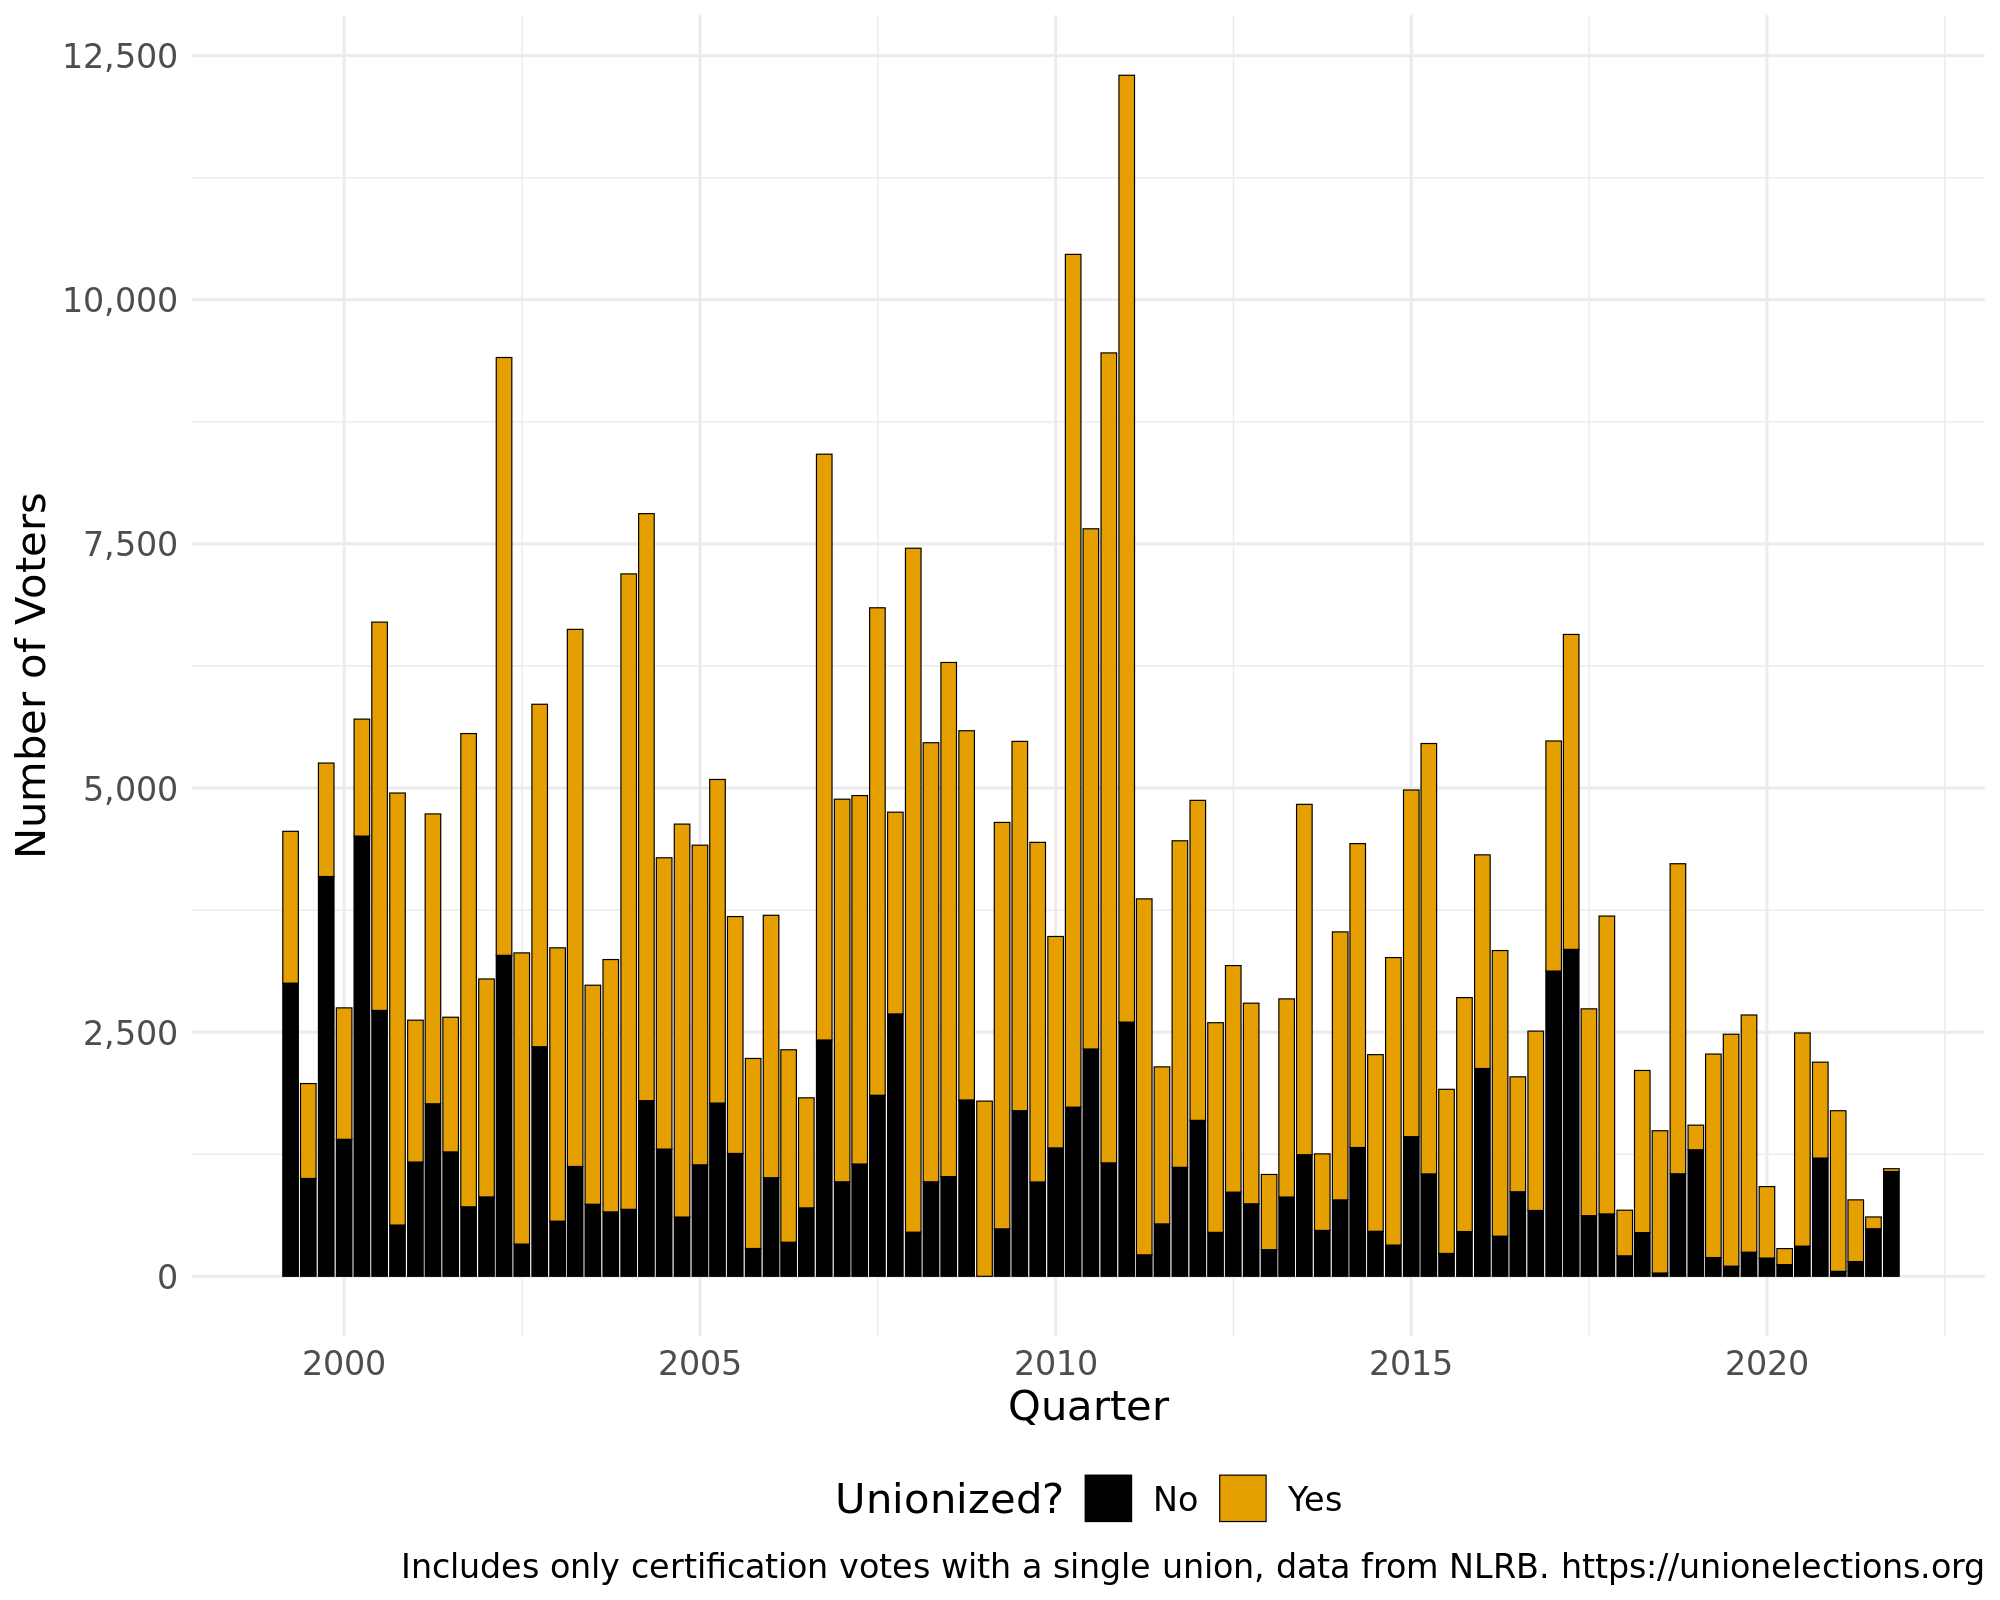 12,500
10,000
7,500
5,000
2,500
0
Number of Voters
2000 2005 2010 2015 2020
Quarter
Unionized? No Yes
Includes only certification votes with a single union, data from NLRB. https://unionelections.org